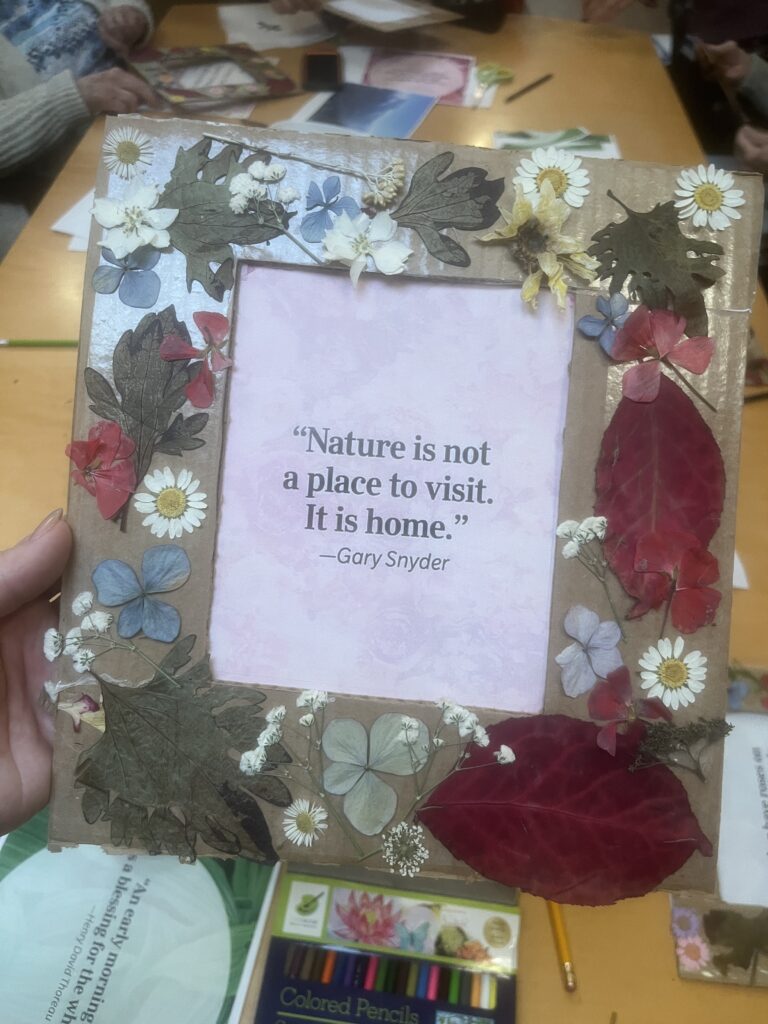 “Nature is not
a place to visit.
It is home.”
—Gary Snyder
“An early morning
is a blessing for the wh
—Henry David Thoreau
Colored Pencils